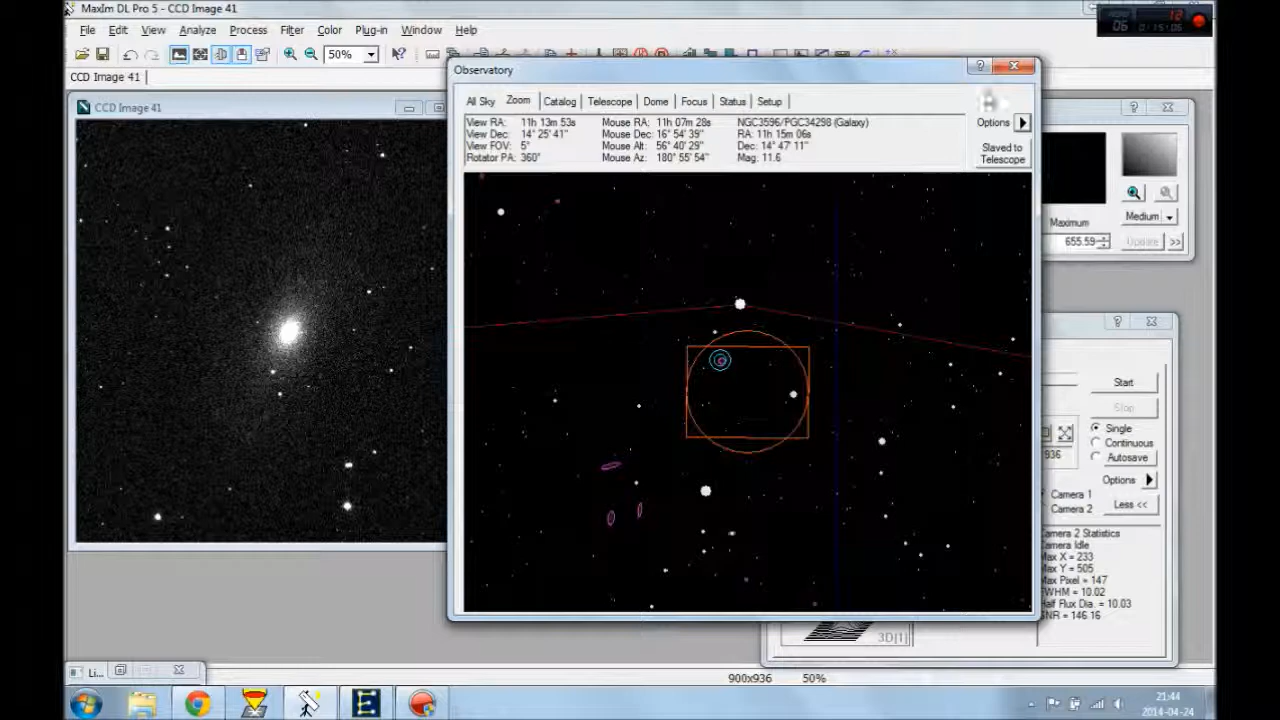 MaxIm DL Pro 5 - CCD Image 41
File Edit View Analyze Process Filter Color Plug-in Window Help
50%
CCD Image 41
CCD Image 41
Observatory
All Sky Zoom Catalog Telescope Dome Focus Status Setup
View RA: 11h 13m 53s Mouse RA: 11h 07m 28s NGC3596/PGC34298 (Galaxy)
View Dec: 14° 25' 41" Mouse Dec: 16° 54' 39" RA: 11h 15m 06s
View FOV: 5° Mouse Alt: 56° 40' 29" Dec: 14° 47' 11"
Rotator PA: 360° Mouse Az: 180° 55' 54" Mag. 11.6
Options
Slaved to
Telescope
Maximum
Medium
655.59
Update >>
Start
Stop
Single
Continuous
Autosave
936
Options
Camera 1
Camera 2
Less <<
Camera 2 Statistics
Camera Idle
Max X = 233
Max Y = 505
Max Pixel = 147
FWHM = 10.02
Half Flux Dia. = 10.03
SNR = 146.16
3D[1]
Li...
900x936 50%
21:44
2014-04-24